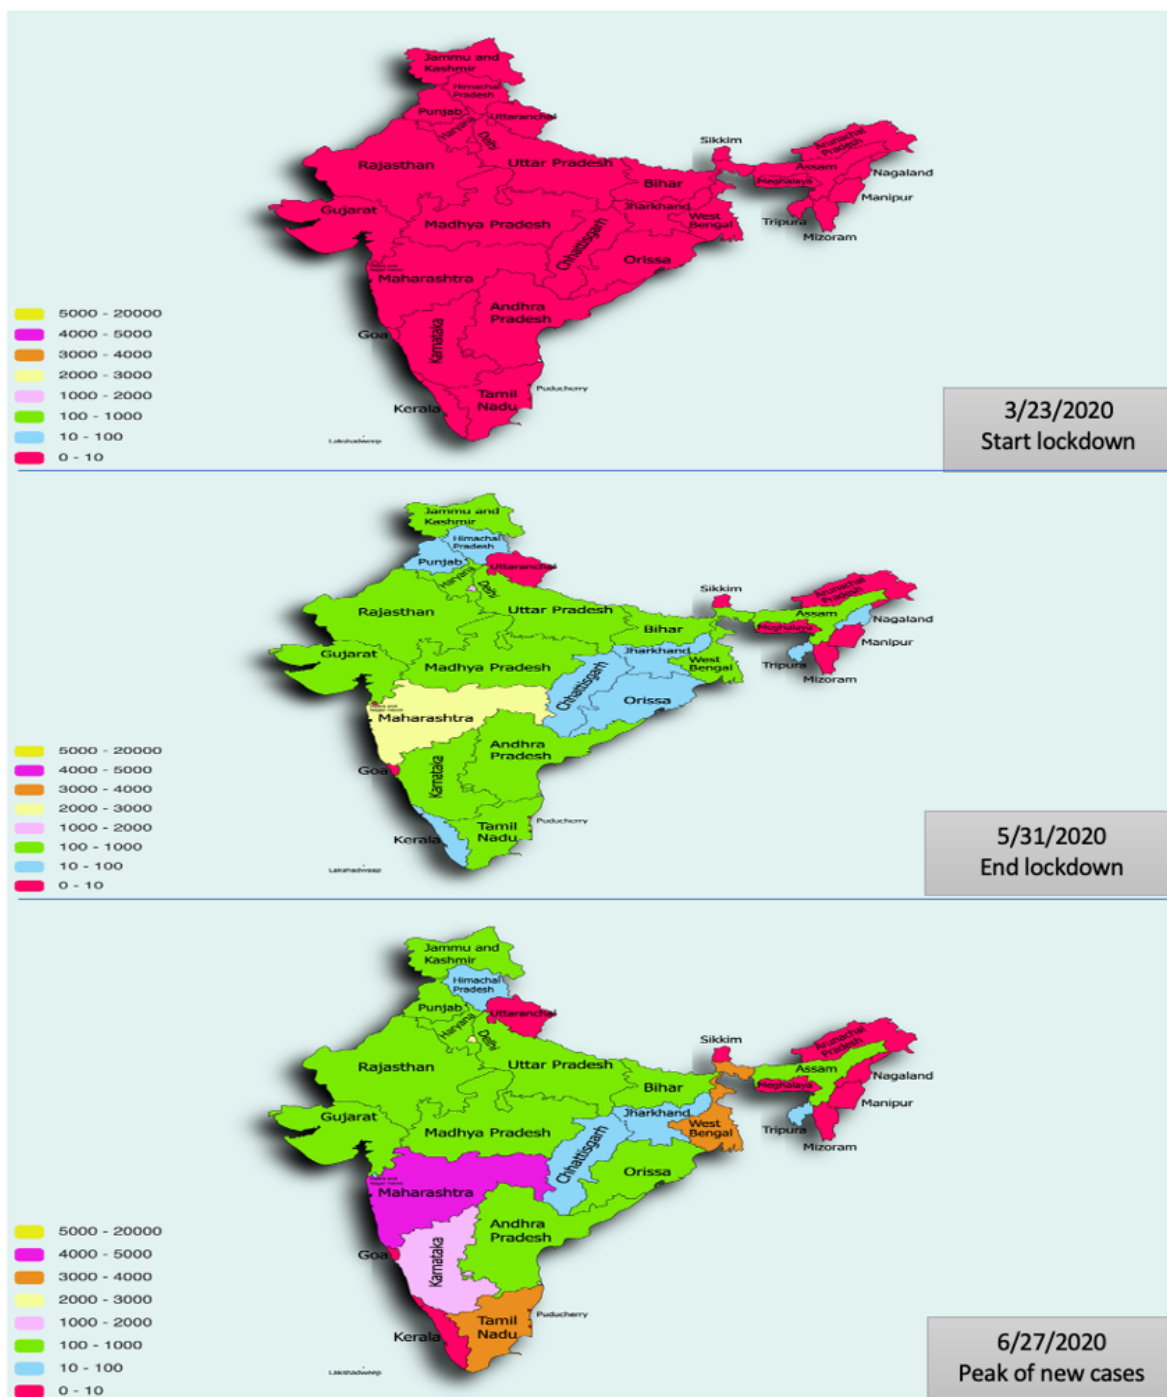 Jammu and
Kashmir
Himachal
Pradesh
Punjab
Uttaranchal
Haryana
Delhi
Sikkim
Arunachal
Pradesh
Rajasthan
Uttar Pradesh
Assam
Nagaland
Bihar
Meghalaya
Manipur
Gujarat
Jharkhand
West
Bengal
Tripura
Madhya Pradesh
Chhattisgarh
Mizoram
Orissa
Maharashtra
Andhra
Pradesh
Goa
Karnataka
Puducherry
Kerala
Tamil
Nadu
Lakshadweep
5000 - 20000
4000 - 5000
3000 - 4000
2000 - 3000
1000 - 2000
100 - 1000
10 - 100
0 - 10
3/23/2020
Start lockdown
Jammu and
Kashmir
Himachal
Pradesh
Punjab
Uttaranchal
Haryana
Delhi
Sikkim
Arunachal
Pradesh
Rajasthan
Uttar Pradesh
Assam
Nagaland
Bihar
Meghalaya
Manipur
Gujarat
Jharkhand
West
Bengal
Tripura
Madhya Pradesh
Chhattisgarh
Mizoram
Orissa
Maharashtra
Andhra
Pradesh
Goa
Karnataka
Puducherry
Kerala
Tamil
Nadu
Lakshadweep
5000 - 20000
4000 - 5000
3000 - 4000
2000 - 3000
1000 - 2000
100 - 1000
10 - 100
0 - 10
5/31/2020
End lockdown
Jammu and
Kashmir
Himachal
Pradesh
Punjab
Uttaranchal
Haryana
Delhi
Sikkim
Arunachal
Pradesh
Rajasthan
Uttar Pradesh
Assam
Nagaland
Bihar
Meghalaya
Manipur
Gujarat
Jharkhand
West
Bengal
Tripura
Madhya Pradesh
Chhattisgarh
Mizoram
Orissa
Maharashtra
Andhra
Pradesh
Goa
Karnataka
Puducherry
Kerala
Tamil
Nadu
Lakshadweep
5000 - 20000
4000 - 5000
3000 - 4000
2000 - 3000
1000 - 2000
100 - 1000
10 - 100
0 - 10
6/27/2020
Peak of new cases